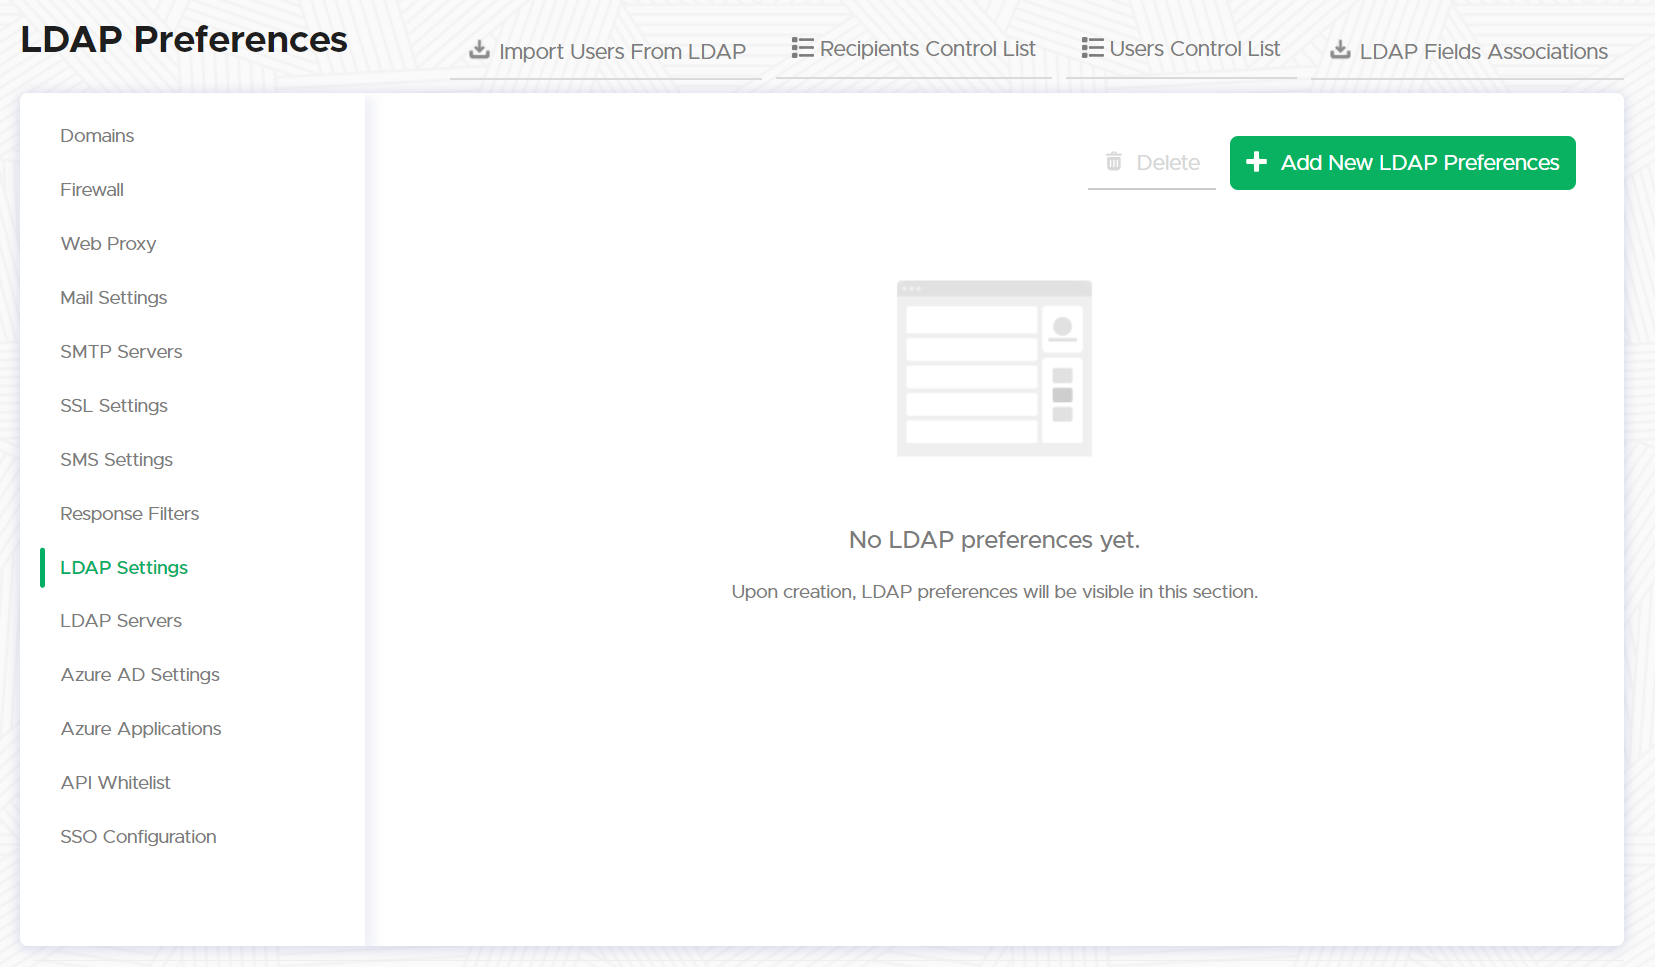 LDAP Preferences
Import Users From LDAP
Recipients Control List
Users Control List
LDAP Fields Associations
Domains
Firewall
Web Proxy
Mail Settings
SMTP Servers
SSL Settings
SMS Settings
Response Filters
LDAP Settings
LDAP Servers
Azure AD Settings
Azure Applications
API Whitelist
SSO Configuration
Delete
Add New LDAP Preferences
No LDAP preferences yet.
Upon creation, LDAP preferences will be visible in this section.